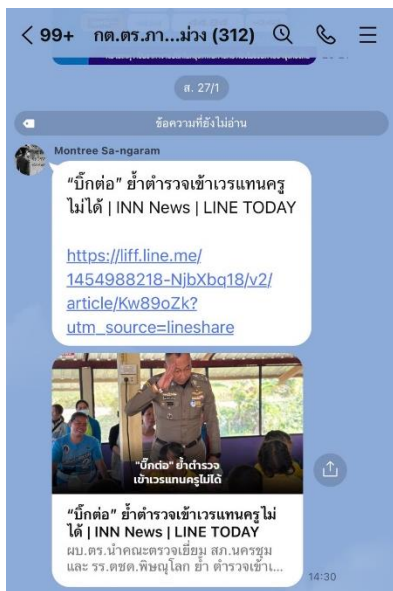 99+ กต.ตร.ภา...ม่วง (312)
ส. 27/1
ข้อความที่ยังไม่อ่าน
Montree Sa-ngaram
“บิ๊กต่อ” ย้ำตำรวจเข้าเวรแทนครู
ไม่ได้ | INN News | LINE TODAY
https://liff.line.me/
1454988218-NjbXbq18/v2/
article/Kw89oZk?
utm_source=lineshare
"บิ๊กต่อ" ย้ำตำรวจ
เข้าเวรแทนครูไม่ได้
“บิ๊กต่อ” ย้ำตำรวจเข้าเวรแทนครูไม่
ได้ | INN News | LINE TODAY
ผบ.ตร.นำคณะตรวจเยี่ยม สภ.นครชุม
และ รร.ตชด.พิษณุโลก ย้ำ ตำรวจเข้าเ...
14:30